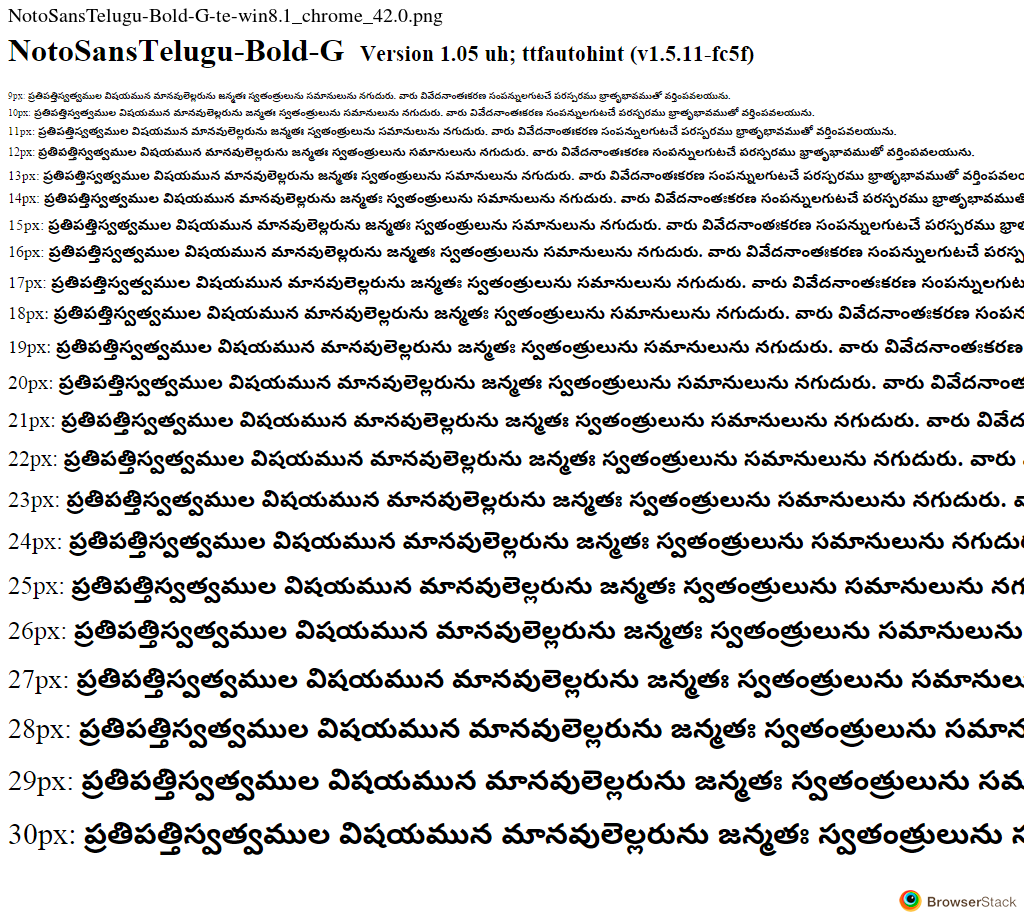 NotoSansTelugu-Bold-G-te-win8.1_chrome_42.0.png
NotoSansTelugu-Bold-G Version 1.05 uh; ttfautohint (v1.5.11-fc5f)
9px: ప్రతిపత్తిస్వత్వముల విషయమున మానవులెల్లరును జన్మతః స్వతంత్రులును సమానులును నగుదురు. వారు వివేదనాంతఃకరణ సంపన్నులగుటచే పరస్పరము భ్రాతృభావముతో వర్తింపవలయును.
10px: ప్రతిపత్తిస్వత్వముల విషయమున మానవులెల్లరును జన్మతః స్వతంత్రులును సమానులును నగుదురు. వారు వివేదనాంతఃకరణ సంపన్నులగుటచే పరస్పరము భ్రాతృభావముతో వర్తింపవలయును.
11px: ప్రతిపత్తిస్వత్వముల విషయమున మానవులెల్లరును జన్మతః స్వతంత్రులును సమానులును నగుదురు. వారు వివేదనాంతఃకరణ సంపన్నులగుటచే పరస్పరము భ్రాతృభావముతో వర్తింపవలయును.
12px: ప్రతిపత్తిస్వత్వముల విషయమున మానవులెల్లరును జన్మతః స్వతంత్రులును సమానులును నగుదురు. వారు వివేదనాంతఃకరణ సంపన్నులగుటచే పరస్పరము భ్రాతృభావముతో వర్తింపవలయును.
13px: ప్రతిపత్తిస్వత్వముల విషయమున మానవులెల్లరును జన్మతః స్వతంత్రులును సమానులును నగుదురు. వారు వివేదనాంతఃకరణ సంపన్నులగుటచే పరస్పరము భ్రాతృభావముతో
14px: ప్రతిపత్తిస్వత్వముల విషయమున మానవులెల్లరును జన్మతః స్వతంత్రులును సమానులును నగుదురు. వారు వివేదనాంతఃకరణ సంపన్నులగుటచే పరస్పరము
15px: ప్రతిపత్తిస్వత్వముల విషయమున మానవులెల్లరును జన్మతః స్వతంత్రులును సమానులును నగుదురు. వారు వివేదనాంతఃకరణ సంపన్నులగుటచే పరస్పరము
16px: ప్రతిపత్తిస్వత్వముల విషయమున మానవులెల్లరును జన్మతః స్వతంత్రులును సమానులును నగుదురు. వారు వివేదనాంతఃకరణ సంపన్నులగుటచే
17px: ప్రతిపత్తిస్వత్వముల విషయమున మానవులెల్లరును జన్మతః స్వతంత్రులును సమానులును నగుదురు. వారు వివేదనాంతఃకరణ
18px: ప్రతిపత్తిస్వత్వముల విషయమున మానవులెల్లరును జన్మతః స్వతంత్రులును సమానులును నగుదురు. వారు వివేదనాంతఃకరణ
19px: ప్రతిపత్తిస్వత్వముల విషయమున మానవులెల్లరును జన్మతః స్వతంత్రులును సమానులును నగుదురు. వారు వివేదనాంతఃకరణ
20px: ప్రతిపత్తిస్వత్వముల విషయమున మానవులెల్లరును జన్మతః స్వతంత్రులును సమానులును నగుదురు. వారు
21px: ప్రతిపత్తిస్వత్వముల విషయమున మానవులెల్లరును జన్మతః స్వతంత్రులును సమానులును నగుదురు. వారు
22px: ప్రతిపత్తిస్వత్వముల విషయమున మానవులెల్లరును జన్మతః స్వతంత్రులును సమానులును నగుదురు. వారు
23px: ప్రతిపత్తిస్వత్వముల విషయమున మానవులెల్లరును జన్మతః స్వతంత్రులును సమానులును నగుదురు.
24px: ప్రతిపత్తిస్వత్వముల విషయమున మానవులెల్లరును జన్మతః స్వతంత్రులును సమానులును
25px: ప్రతిపత్తిస్వత్వముల విషయమున మానవులెల్లరును జన్మతః స్వతంత్రులును సమానులును
26px: ప్రతిపత్తిస్వత్వముల విషయమున మానవులెల్లరును జన్మతః స్వతంత్రులును సమానులును
27px: ప్రతిపత్తిస్వత్వముల విషయమున మానవులెల్లరును జన్మతః స్వతంత్రులును
28px: ప్రతిపత్తిస్వత్వముల విషయమున మానవులెల్లరును జన్మతః స్వతంత్రులును
29px: ప్రతిపత్తిస్వత్వముల విషయమున మానవులెల్లరును జన్మతః స్వతంత్రులును
30px: ప్రతిపత్తిస్వత్వముల విషయమున మానవులెల్లరును జన్మతః స్వతంత్రులును
BrowserStack